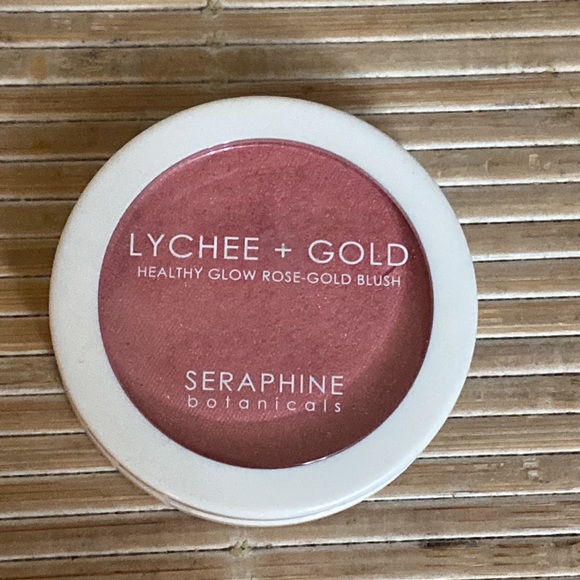 LYCHEE + GOLD
HEALTHY GLOW ROSE-GOLD BLUSH
SERAPHINE
botanicals